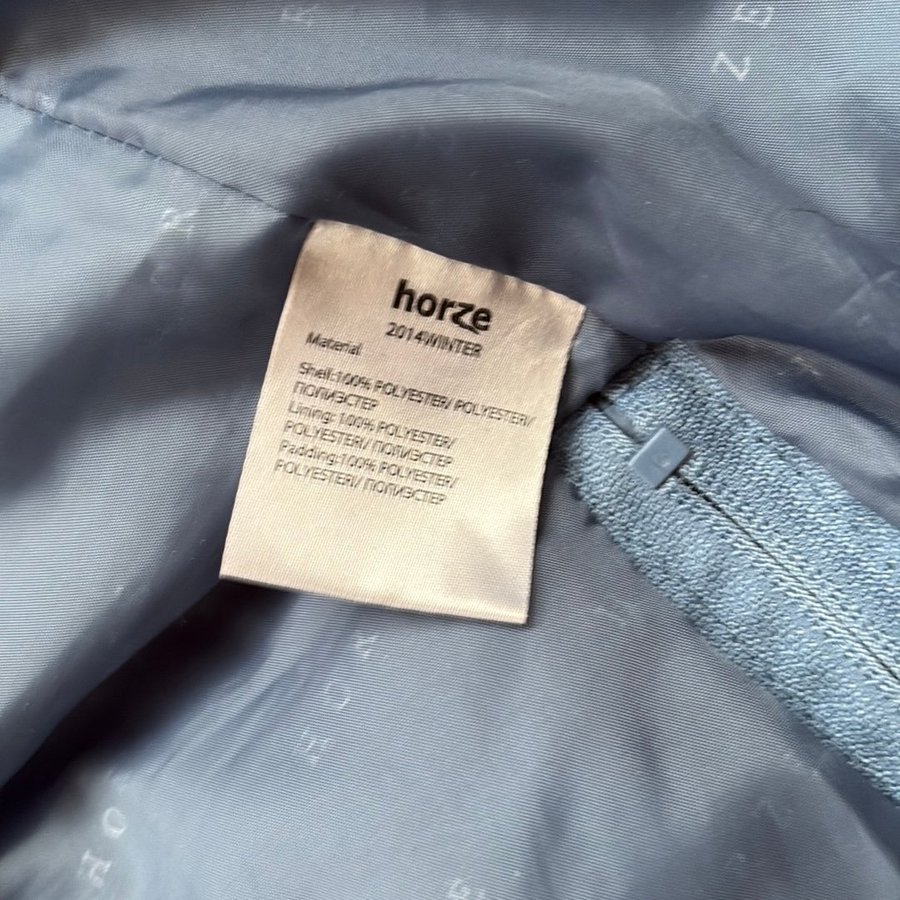 horze
2014WINTER
Material
Shell:100% POLYESTER/ POLYESTER/
ПОЛИЭСТЕР
Lining: 100% POLYESTER/
POLYESTER/ ПОЛИЭСТЕР
Padding:100% POLYESTER/
POLYESTER/ ПОЛИЭСТЕР